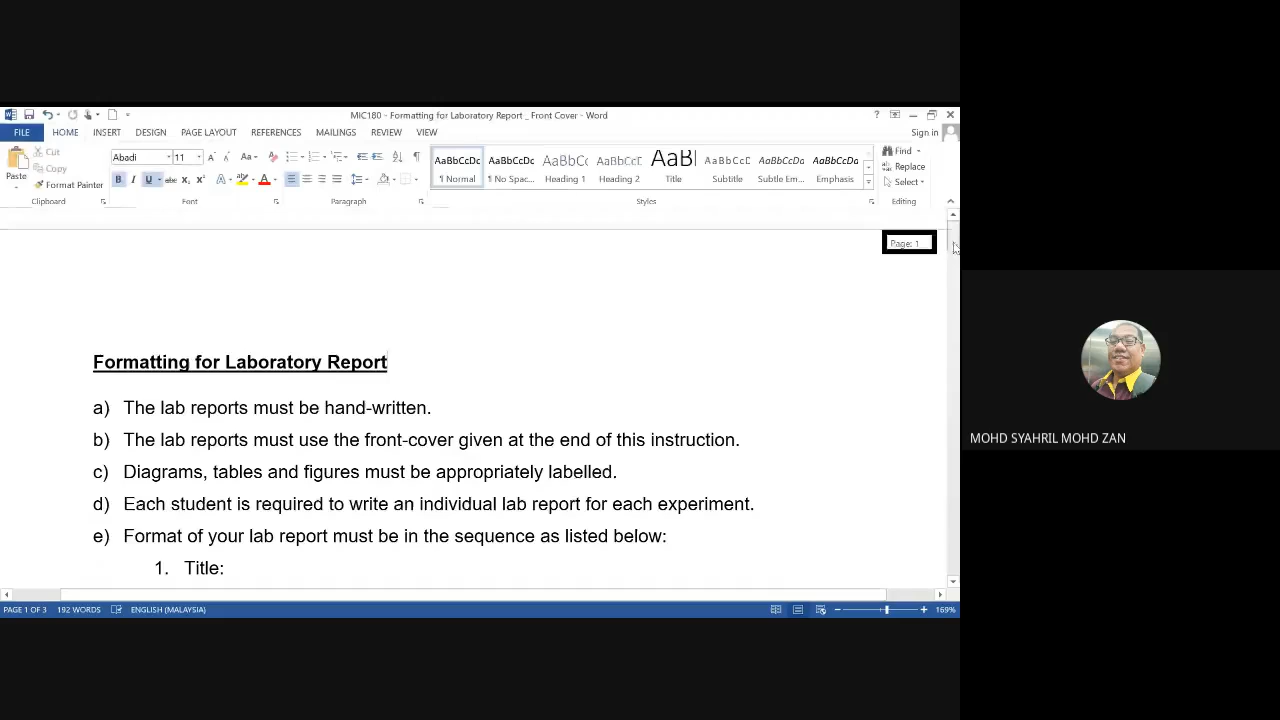 MIC180 - Formatting for Laboratory Report _ Front Cover - Word
Sign in
FILE HOME INSERT DESIGN PAGE LAYOUT REFERENCES MAILINGS REVIEW VIEW
Paste
Cut
Copy
Format Painter
Clipboard
Abadi 11
Font
Paragraph
AaBbCcDc AaBbCcDc AaBbCc AaBbCcC AaBl AaBbCcD AaBbCcDa AaBbCcDa
¶ Normal ¶ No Spac... Heading 1 Heading 2 Title Subtitle Subtle Em... Emphasis
Styles
Find
Replace
Select
Editing
Page: 1
Formatting for Laboratory Report
a) The lab reports must be hand-written.
b) The lab reports must use the front-cover given at the end of this instruction.
c) Diagrams, tables and figures must be appropriately labelled.
d) Each student is required to write an individual lab report for each experiment.
e) Format of your lab report must be in the sequence as listed below:
1. Title:
PAGE 1 OF 3 192 WORDS ENGLISH (MALAYSIA) 169%
MOHD SYAHRIL MOHD ZAN